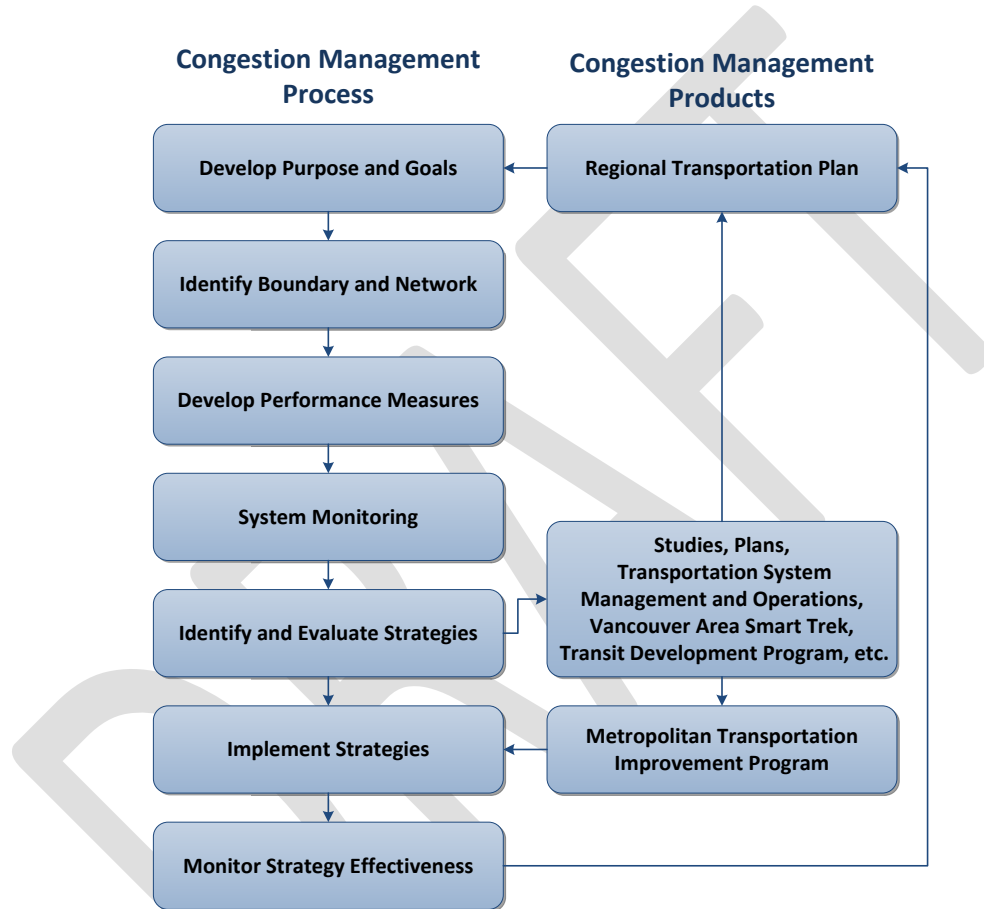 Congestion Management
Process
Congestion Management
Products
Develop Purpose and Goals
Regional Transportation Plan
Identify Boundary and Network
Develop Performance Measures
System Monitoring
Studies, Plans,
Transportation System
Management and Operations,
Vancouver Area Smart Trek,
Transit Development Program, etc.
Identify and Evaluate Strategies
Implement Strategies
Metropolitan Transportation
Improvement Program
Monitor Strategy Effectiveness
DRAFT